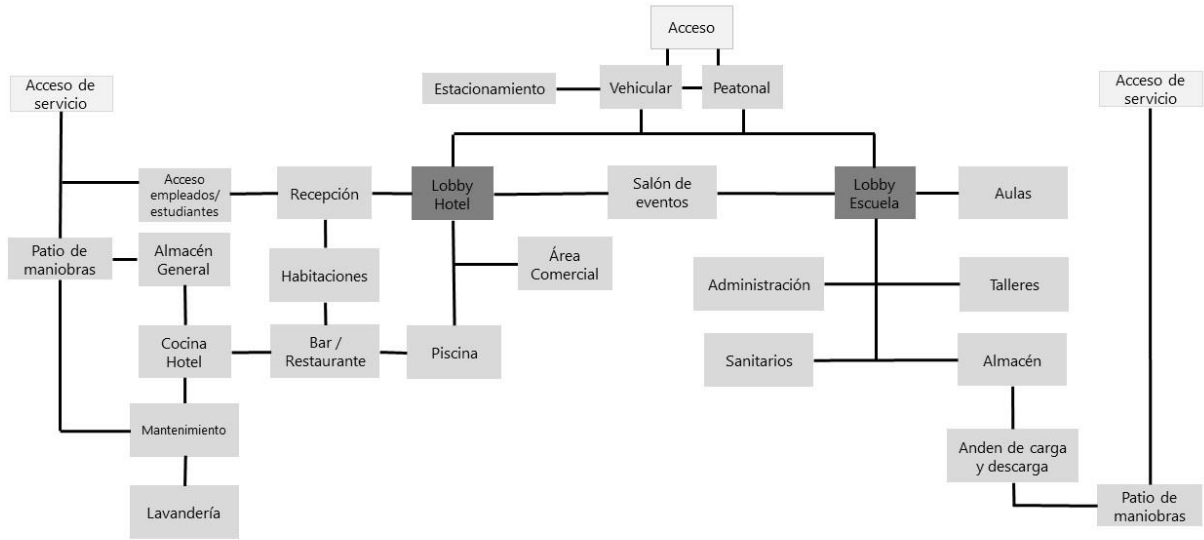 Acceso
Acceso de
servicio
Estacionamiento
Vehicular
Peatonal
Acceso de
servicio
Acceso
empleados/
estudiantes
Recepción
Lobby
Hotel
Salón de
eventos
Lobby
Escuela
Aulas
Patio de
maniobras
Almacén
General
Habitaciones
Área
Comercial
Administración
Talleres
Cocina
Hotel
Bar /
Restaurante
Piscina
Sanitarios
Almacén
Mantenimiento
Anden de carga
y descarga
Lavandería
Patio de
maniobras